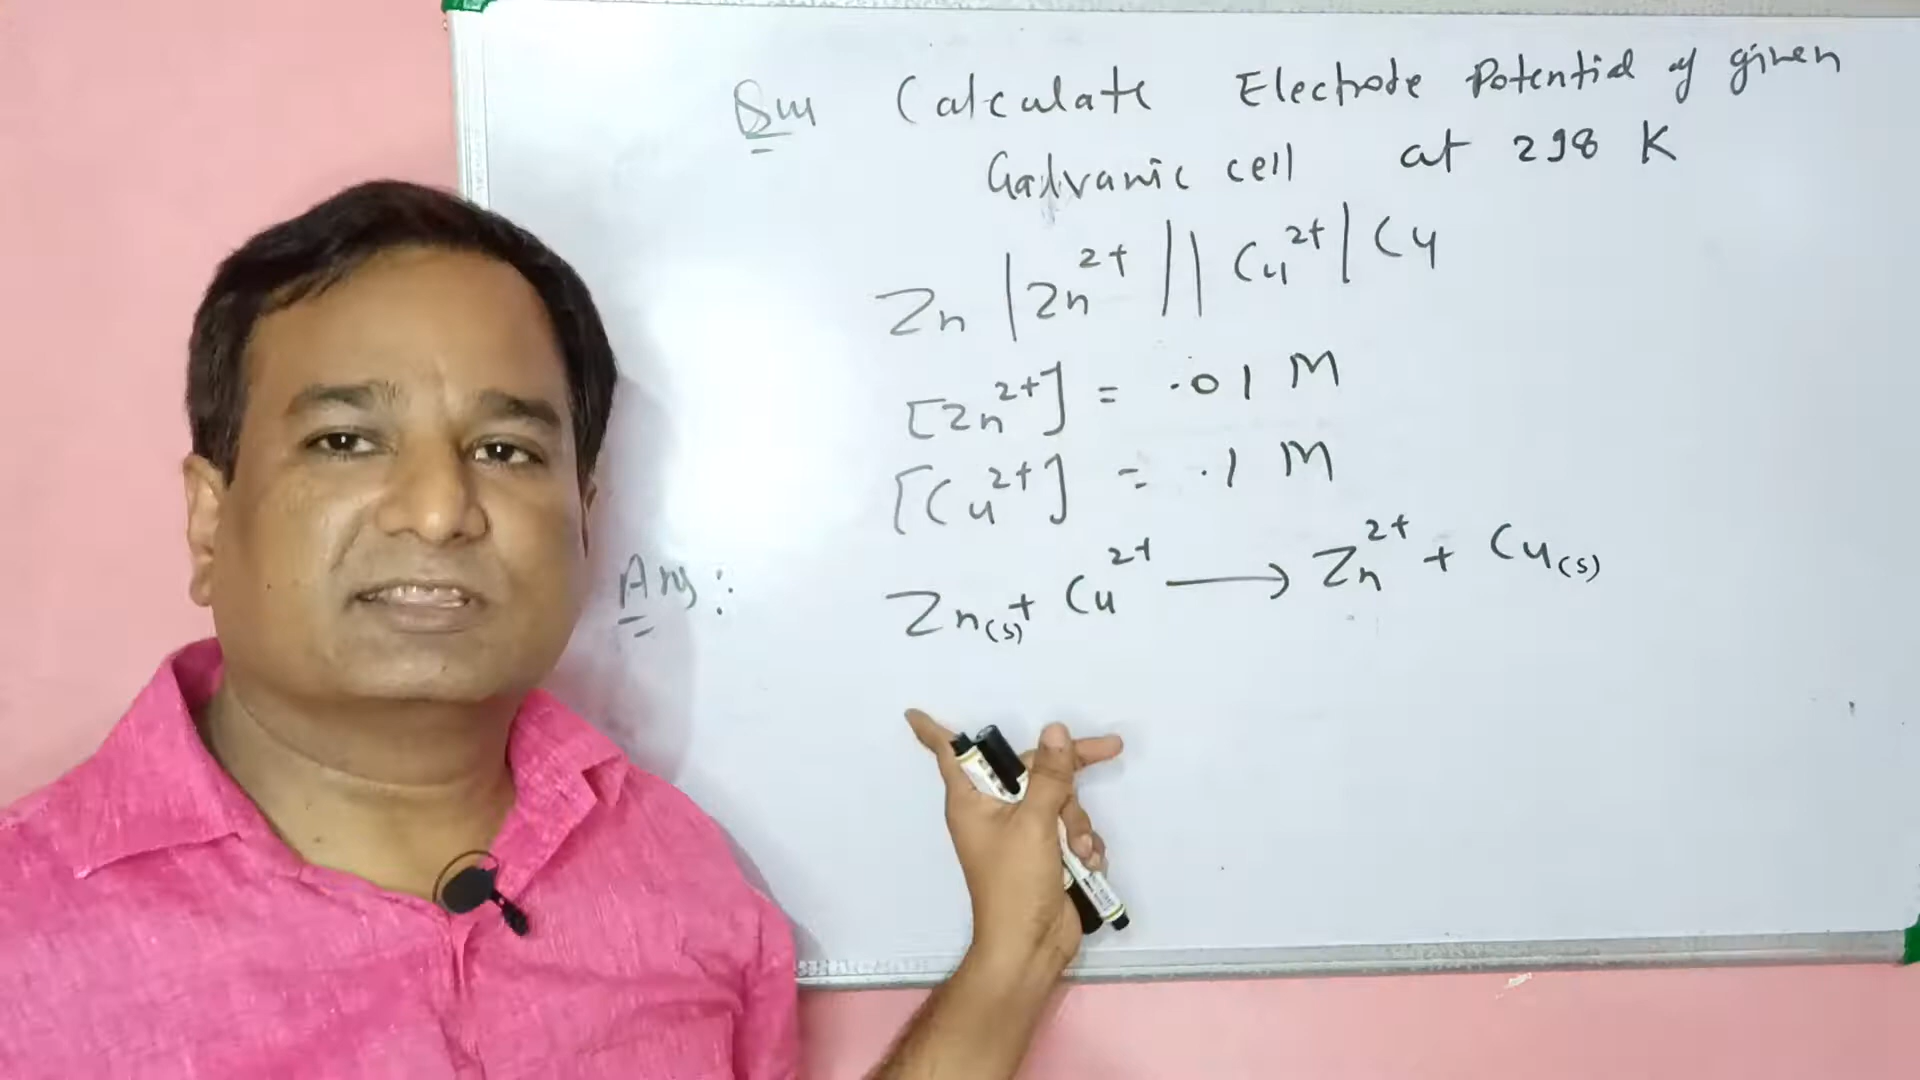 Qus Calculate Electrode Potential of given
Galvanic cell at 298 K
Zn | Zn²⁺ || Cu²⁺ | Cu
[Zn²⁺] = .01 M
[Cu²⁺] = .1 M
Ans: Zn(s) + Cu²⁺ ⟶ Zn²⁺ + Cu(s)